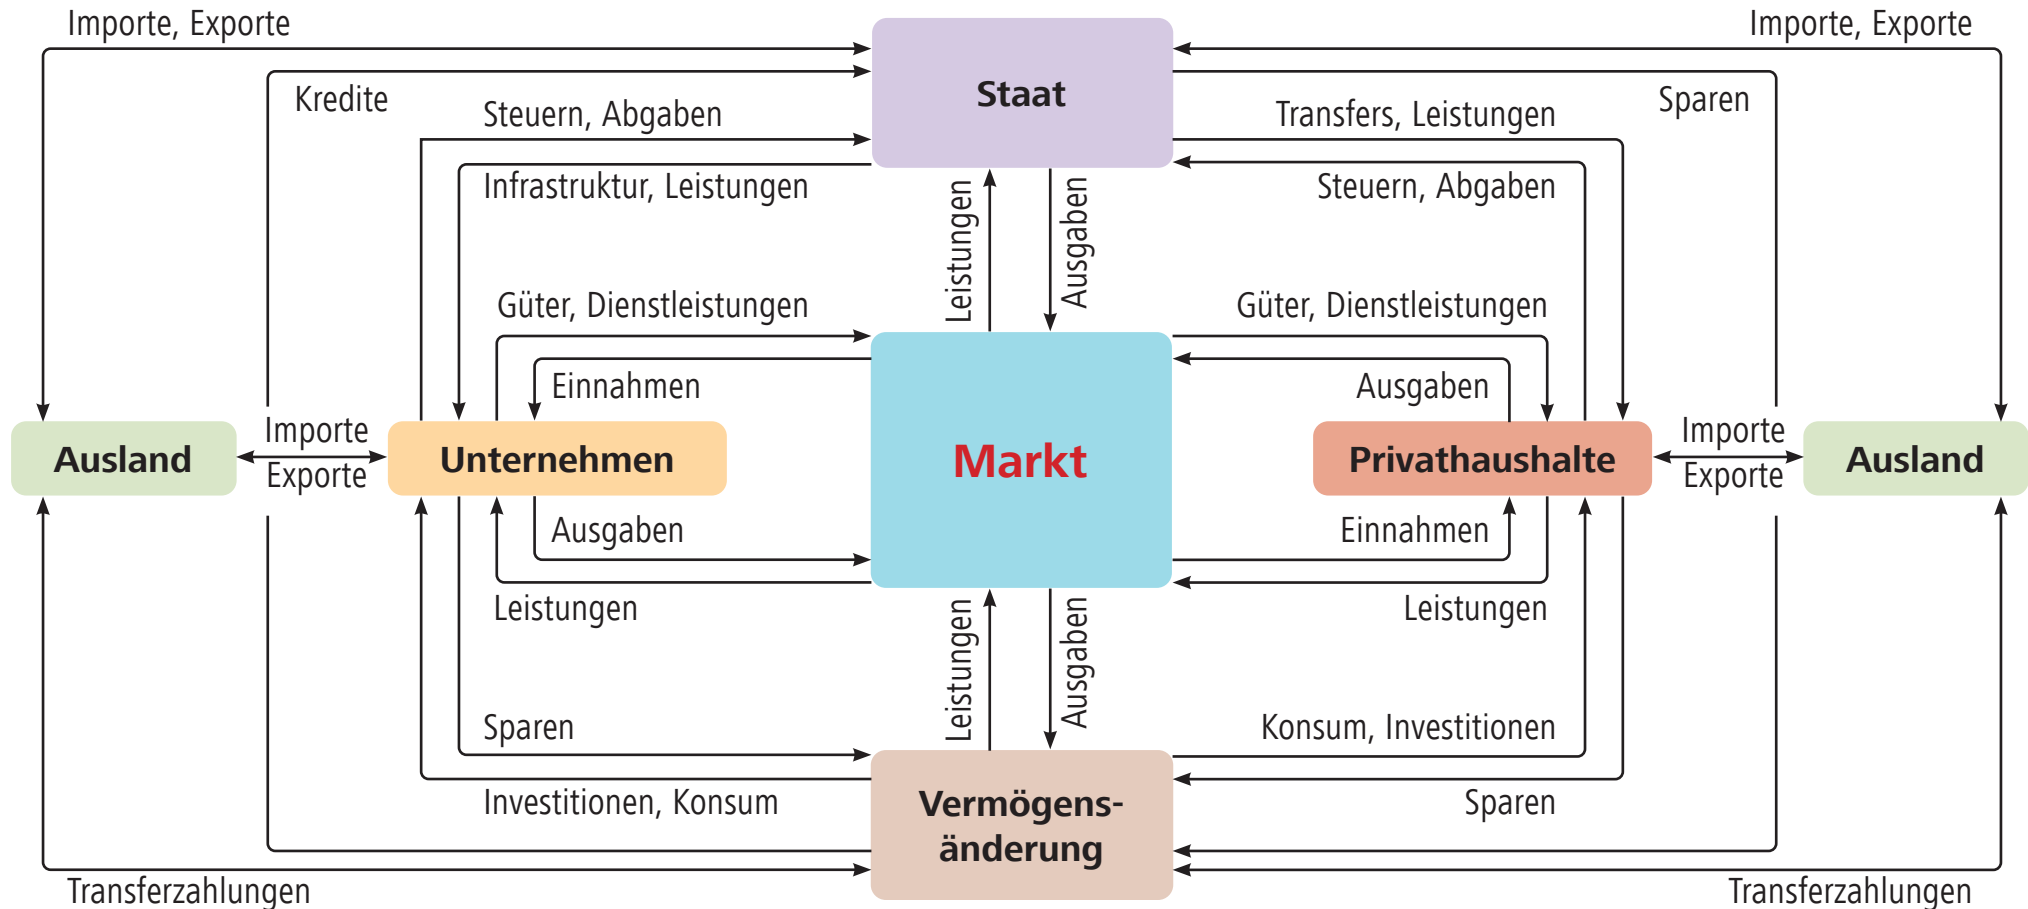 Importe, Exporte
Importe, Exporte
Kredite
Staat
Sparen
Steuern, Abgaben
Transfers, Leistungen
Infrastruktur, Leistungen
Steuern, Abgaben
Leistungen
Ausgaben
Güter, Dienstleistungen
Güter, Dienstleistungen
Einnahmen
Ausgaben
Ausland
Importe
Exporte
Unternehmen
Markt
Privathaushalte
Importe
Exporte
Ausland
Ausgaben
Einnahmen
Leistungen
Leistungen
Leistungen
Ausgaben
Sparen
Konsum, Investitionen
Investitionen, Konsum
Vermögens-
änderung
Sparen
Transferzahlungen
Transferzahlungen